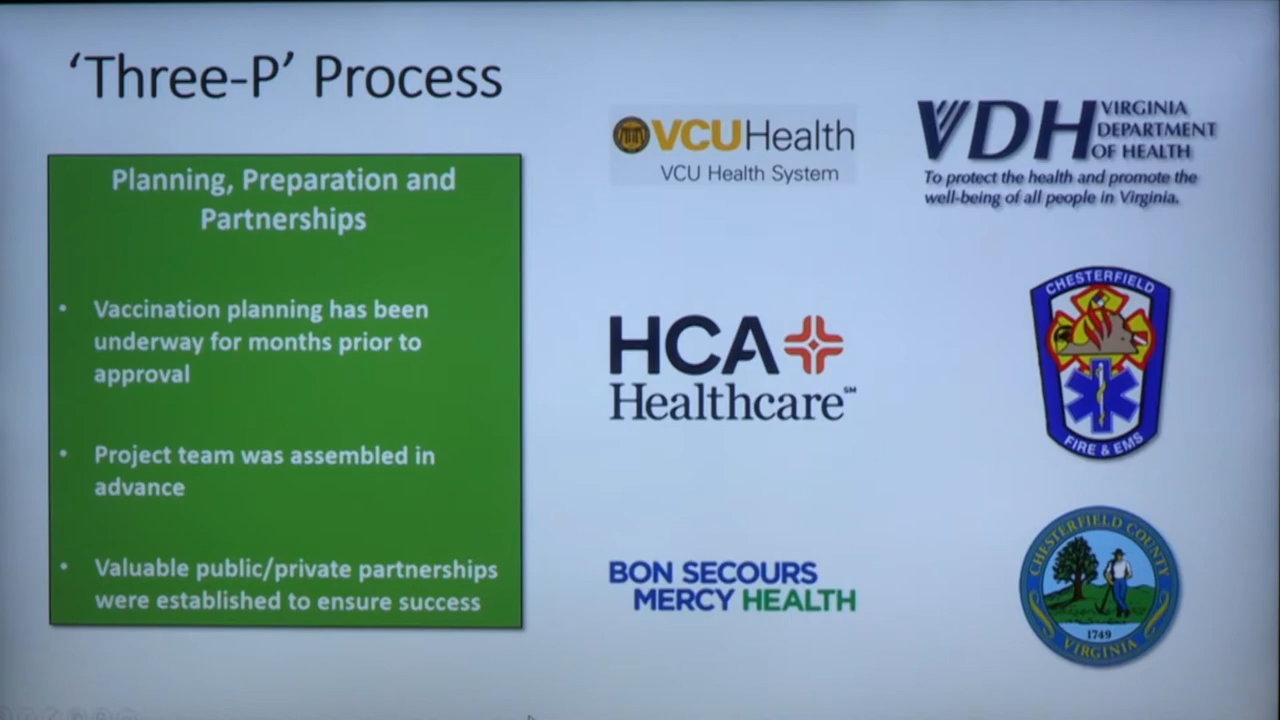 ‘Three-P’ Process
Planning, Preparation and
Partnerships
• Vaccination planning has been
underway for months prior to
approval
• Project team was assembled in
advance
• Valuable public/private partnerships
were established to ensure success
VCUHealth
VCU Health System
VDH VIRGINIA
DEPARTMENT
OF HEALTH
To protect the health and promote the
well-being of all people in Virginia.
HCA
Healthcare℠
CHESTERFIELD
FIRE & EMS
BON SECOURS
MERCY HEALTH
CHESTERFIELD COUNTY
1749
VIRGINIA